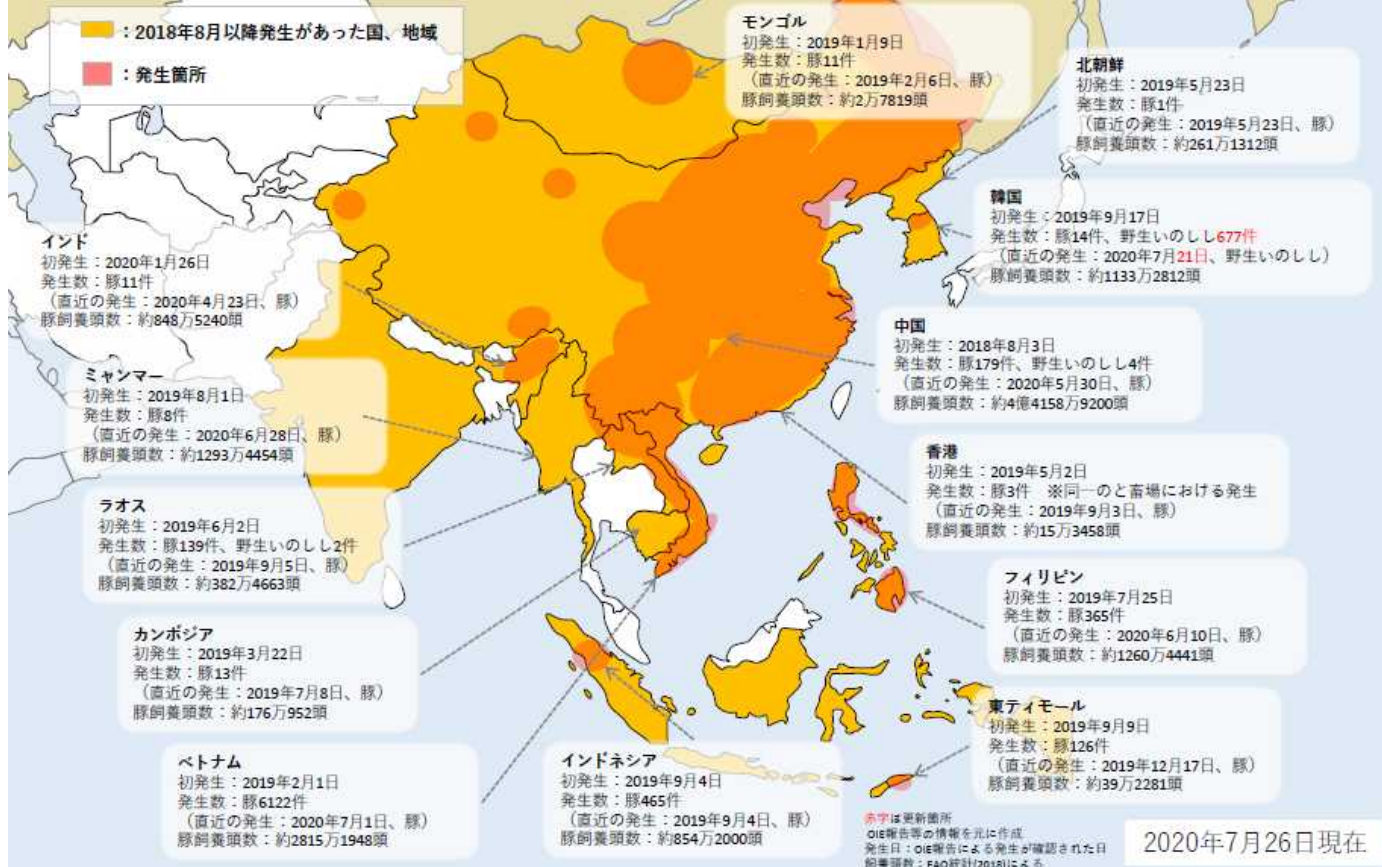 ：2018年8月以降発生があった国、地域
：発生箇所
モンゴル
初発生：2019年1月9日
発生数：豚11件
（直近の発生：2019年2月6日、豚）
豚飼養頭数：約2万7819頭
北朝鮮
初発生：2019年5月23日
発生数：豚1件
（直近の発生：2019年5月23日、豚）
豚飼養頭数：約261万1312頭
韓国
初発生：2019年9月17日
発生数：豚14件、野生いのしし677件
（直近の発生：2020年7月21日、野生いのしし）
豚飼養頭数：約1133万2812頭
インド
初発生：2020年1月26日
発生数：豚11件
（直近の発生：2020年4月23日、豚）
豚飼養頭数：約848万5240頭
中国
初発生：2018年8月3日
発生数：豚179件、野生いのしし4件
（直近の発生：2020年5月30日、豚）
豚飼養頭数：約4億4158万9200頭
ミャンマー
初発生：2019年8月1日
発生数：豚8件
（直近の発生：2020年6月28日、豚）
豚飼養頭数：約1293万4454頭
香港
初発生：2019年5月2日
発生数：豚3件　※同一のと畜場における発生
（直近の発生：2019年9月3日、豚）
豚飼養頭数：約15万3458頭
ラオス
初発生：2019年6月2日
発生数：豚139件、野生いのしし2件
（直近の発生：2019年9月5日、豚）
豚飼養頭数：約382万4663頭
フィリピン
初発生：2019年7月25日
発生数：豚365件
（直近の発生：2020年6月10日、豚）
豚飼養頭数：約1260万4441頭
カンボジア
初発生：2019年3月22日
発生数：豚13件
（直近の発生：2019年7月8日、豚）
豚飼養頭数：約176万952頭
東ティモール
初発生：2019年9月9日
発生数：豚126件
（直近の発生：2019年12月17日、豚）
豚飼養頭数：約39万2281頭
ベトナム
初発生：2019年2月1日
発生数：豚6122件
（直近の発生：2020年7月1日、豚）
豚飼養頭数：約2815万1948頭
インドネシア
初発生：2019年9月4日
発生数：豚465件
（直近の発生：2019年9月4日、豚）
豚飼養頭数：約854万2000頭
赤字は更新箇所
OIE報告等の情報を元に作成
発生日：OIE報告による発生が確認された日
飼養頭数：FAO統計(2018)による
2020年7月26日現在